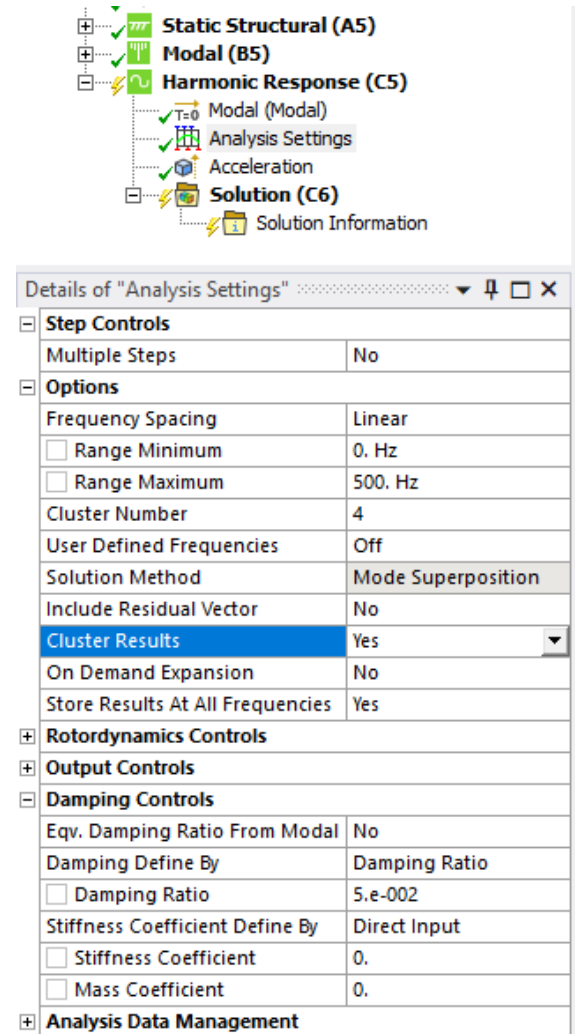 Static Structural (A5)
Modal (B5)
Harmonic Response (C5)
T=0 Modal (Modal)
Analysis Settings
Acceleration
Solution (C6)
Solution Information
Details of "Analysis Settings"
Step Controls
Multiple Steps No
Options
Frequency Spacing Linear
Range Minimum 0. Hz
Range Maximum 500. Hz
Cluster Number 4
User Defined Frequencies Off
Solution Method Mode Superposition
Include Residual Vector No
Cluster Results Yes
On Demand Expansion No
Store Results At All Frequencies Yes
Rotordynamics Controls
Output Controls
Damping Controls
Eqv. Damping Ratio From Modal No
Damping Define By Damping Ratio
Damping Ratio 5.e-002
Stiffness Coefficient Define By Direct Input
Stiffness Coefficient 0.
Mass Coefficient 0.
Analysis Data Management